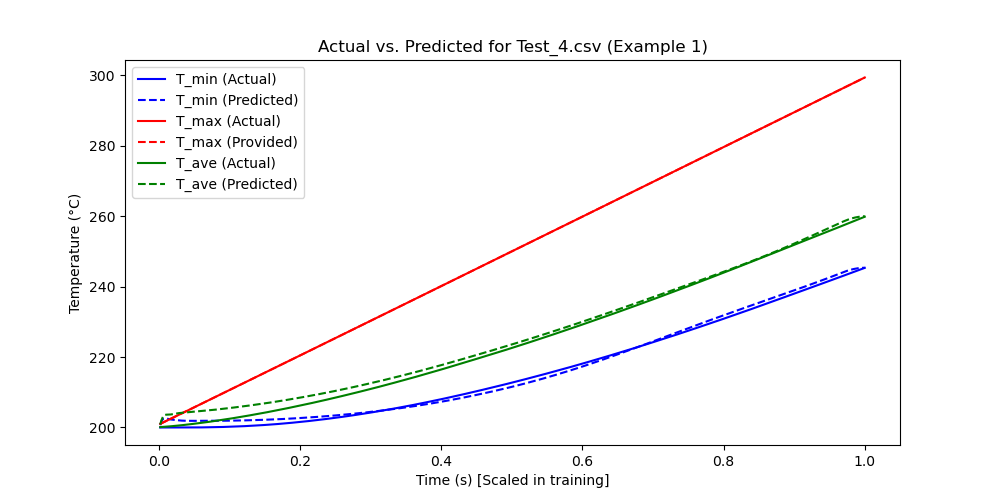 Actual vs. Predicted for Test_4.csv (Example 1)
T_min (Actual)
T_min (Predicted)
T_max (Actual)
T_max (Provided)
T_ave (Actual)
T_ave (Predicted)
Temperature (°C)
300
280
260
240
220
200
0.0 0.2 0.4 0.6 0.8 1.0
Time (s) [Scaled in training]